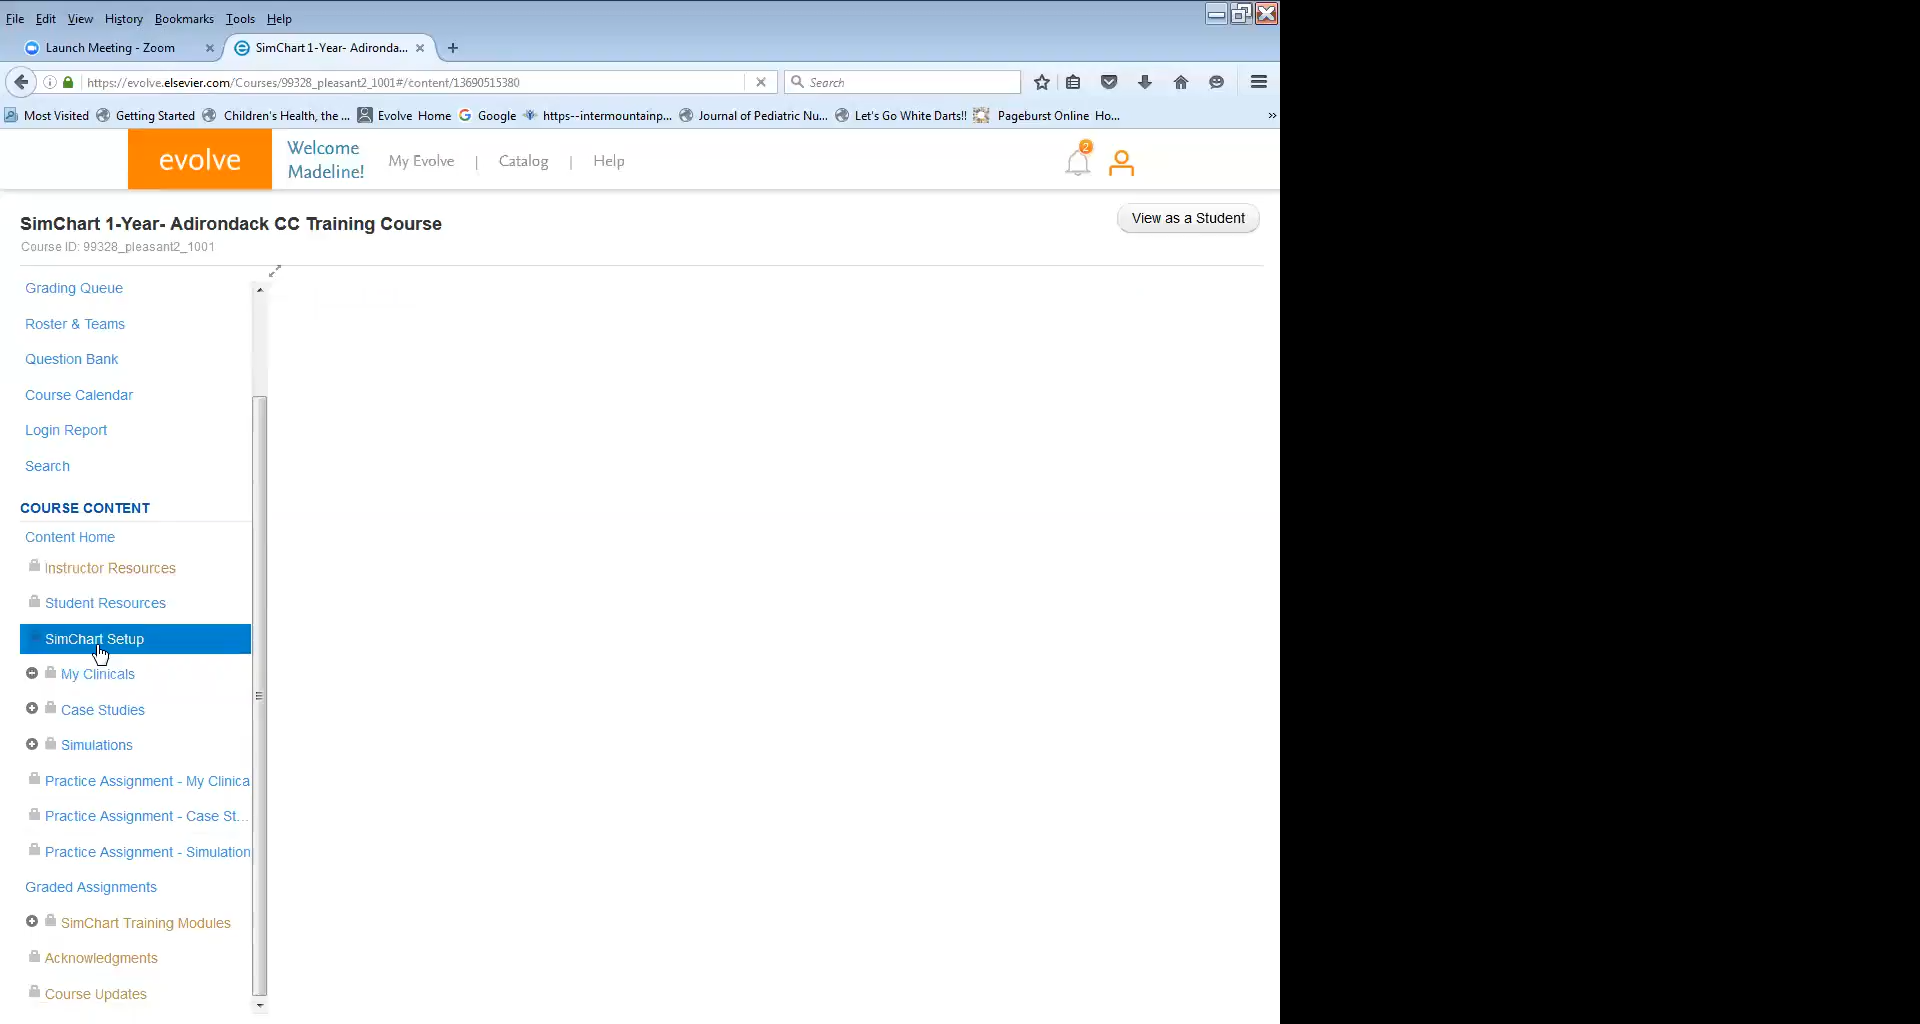 File Edit View History Bookmarks Tools Help
Launch Meeting - Zoom SimChart 1-Year- Adironda...
https://evolve.elsevier.com/Courses/99328_pleasant2_1001#/content/13690515380 Search
Most Visited Getting Started Children's Health, the ... Evolve Home Google https--intermountainp... Journal of Pediatric Nu... Let's Go White Darts!! Pageburst Online Ho... »
evolve
Welcome
Madeline!
My Evolve | Catalog | Help
2
SimChart 1-Year- Adirondack CC Training Course
View as a Student
Course ID: 99328_pleasant2_1001
Grading Queue
Roster & Teams
Question Bank
Course Calendar
Login Report
Search
COURSE CONTENT
Content Home
Instructor Resources
Student Resources
SimChart Setup
My Clinicals
Case Studies
Simulations
Practice Assignment - My Clinica
Practice Assignment - Case St...
Practice Assignment - Simulation
Graded Assignments
SimChart Training Modules
Acknowledgments
Course Updates